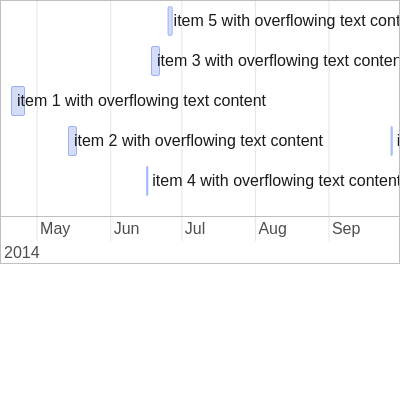 item 5 with overflowing text cont
item 3 with overflowing text conten
item 1 with overflowing text content
item 2 with overflowing text content
item 4 with overflowing text content
May Jun Jul Aug Sep
2014